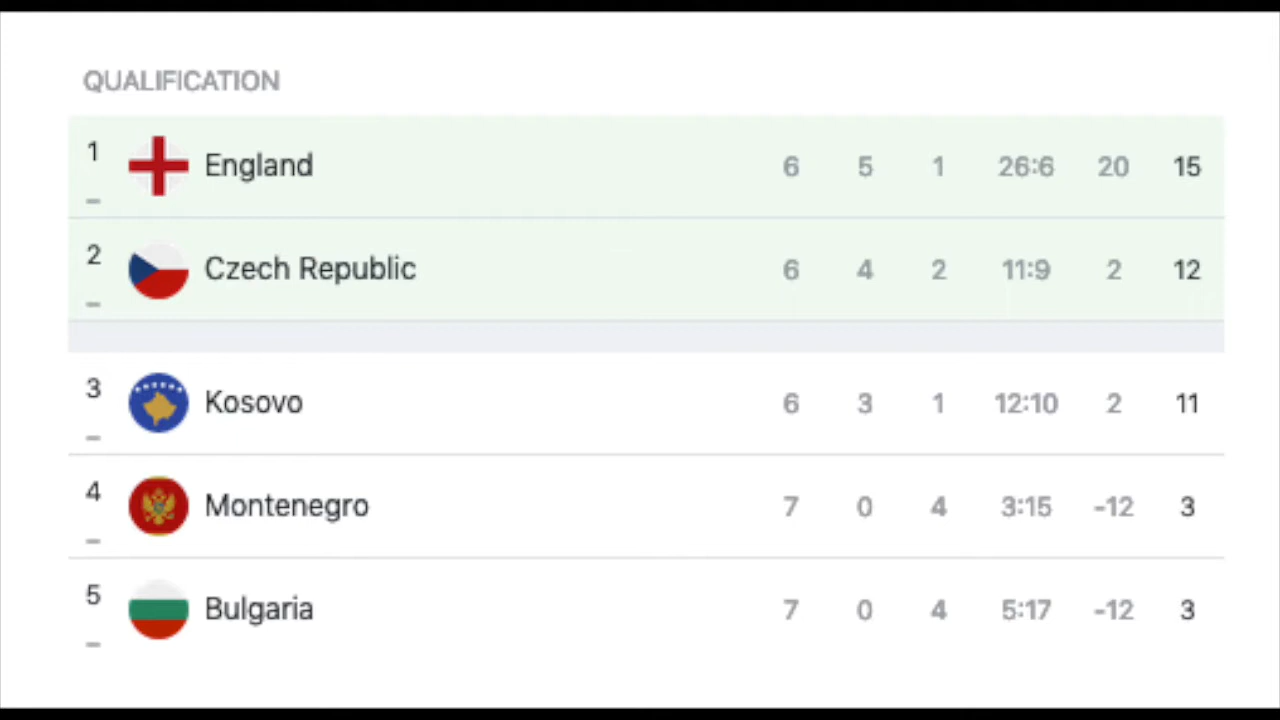 QUALIFICATION
1 England 6 5 1 26:6 20 15
–
2 Czech Republic 6 4 2 11:9 2 12
–
3 Kosovo 6 3 1 12:10 2 11
–
4 Montenegro 7 0 4 3:15 -12 3
–
5 Bulgaria 7 0 4 5:17 -12 3
–